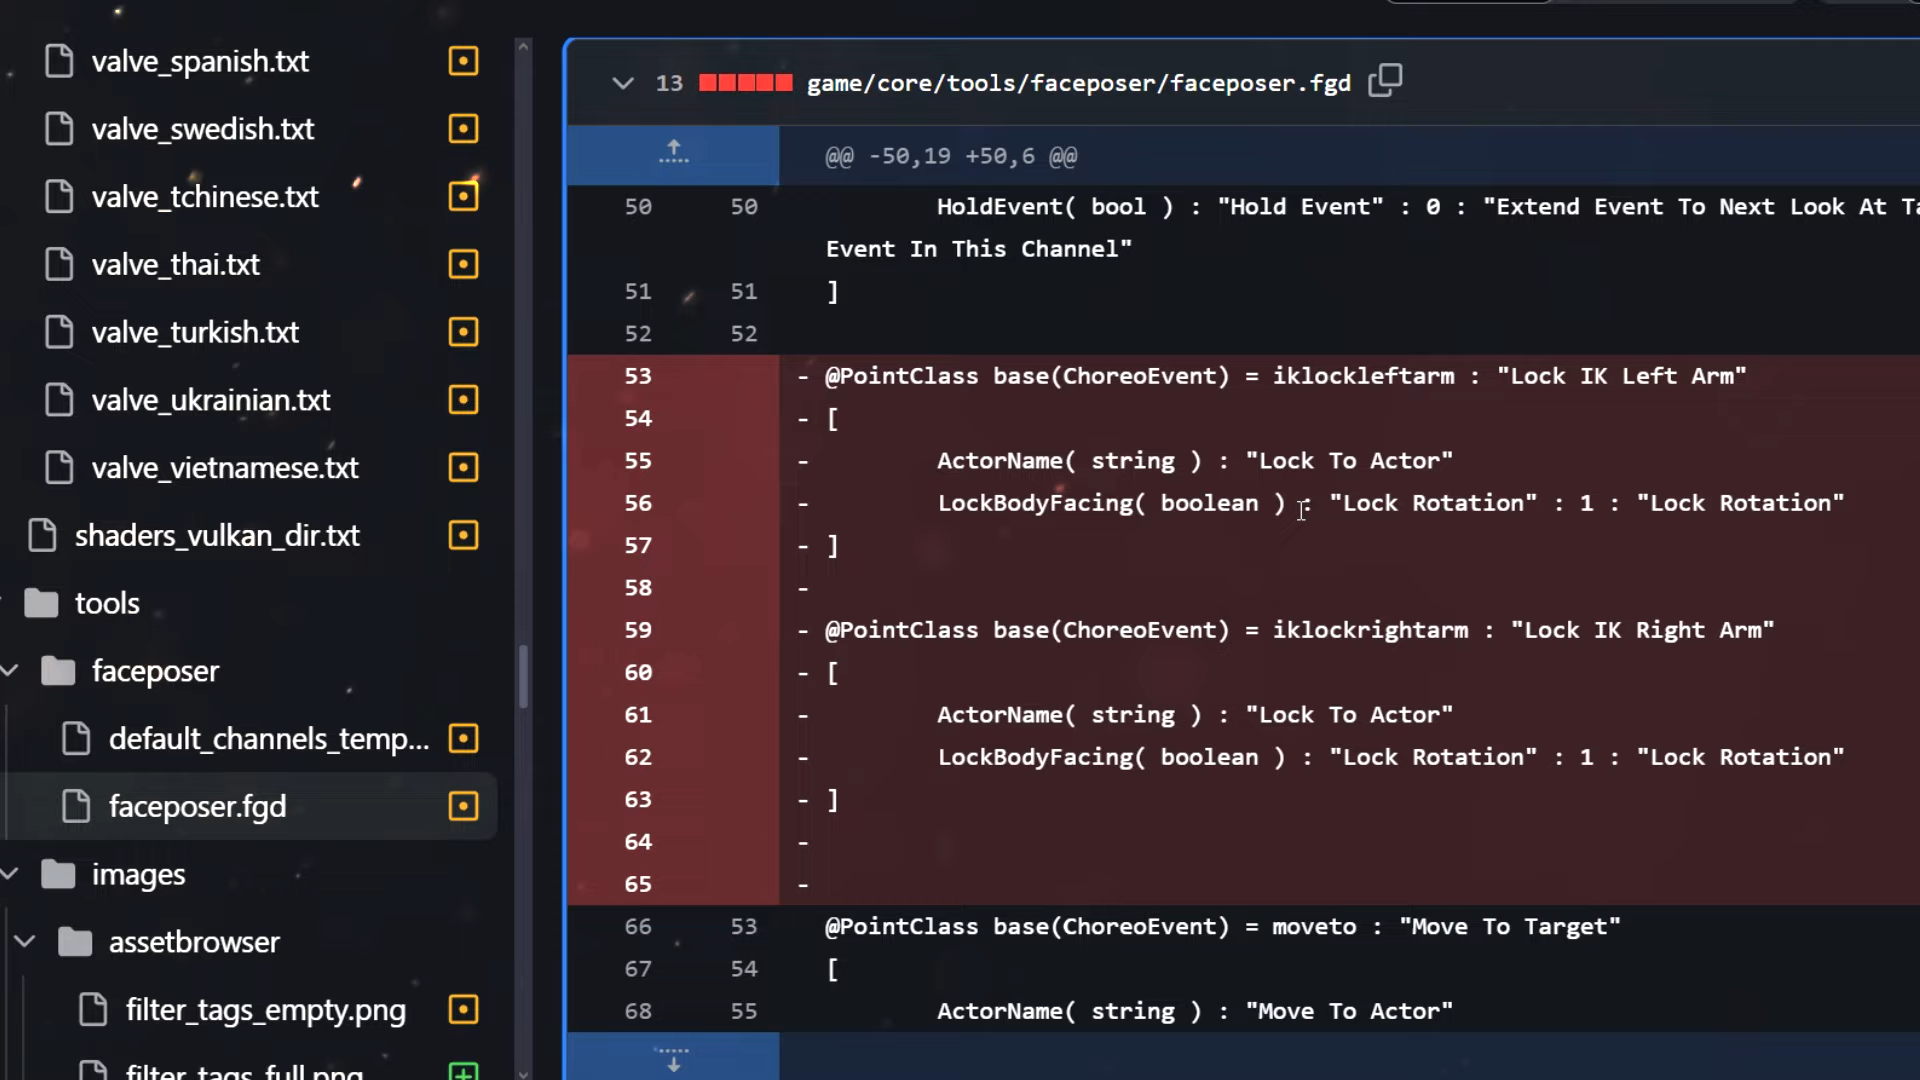 valve_spanish.txt
valve_swedish.txt
valve_tchinese.txt
valve_thai.txt
valve_turkish.txt
valve_ukrainian.txt
valve_vietnamese.txt
shaders_vulkan_dir.txt
tools
faceposer
default_channels_temp...
faceposer.fgd
images
assetbrowser
filter_tags_empty.png
filter_tags_full.png
13 game/core/tools/faceposer/faceposer.fgd
@@ -50,19 +50,6 @@
50 50 HoldEvent( bool ) : "Hold Event" : 0 : "Extend Event To Next Look At
Event In This Channel"
51 51 ]
52 52
53 - @PointClass base(ChoreoEvent) = iklockleftarm : "Lock IK Left Arm"
54 - [
55 - ActorName( string ) : "Lock To Actor"
56 - LockBodyFacing( boolean ) : "Lock Rotation" : 1 : "Lock Rotation"
57 - ]
58 -
59 - @PointClass base(ChoreoEvent) = iklockrightarm : "Lock IK Right Arm"
60 - [
61 - ActorName( string ) : "Lock To Actor"
62 - LockBodyFacing( boolean ) : "Lock Rotation" : 1 : "Lock Rotation"
63 - ]
64 -
65 -
66 53 @PointClass base(ChoreoEvent) = moveto : "Move To Target"
67 54 [
68 55 ActorName( string ) : "Move To Actor"